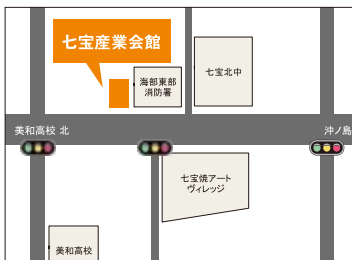 七宝産業会館
海部東部
消防署
七宝北中
美和高校 北
沖ノ島
七宝焼アート
ヴィレッジ
美和高校